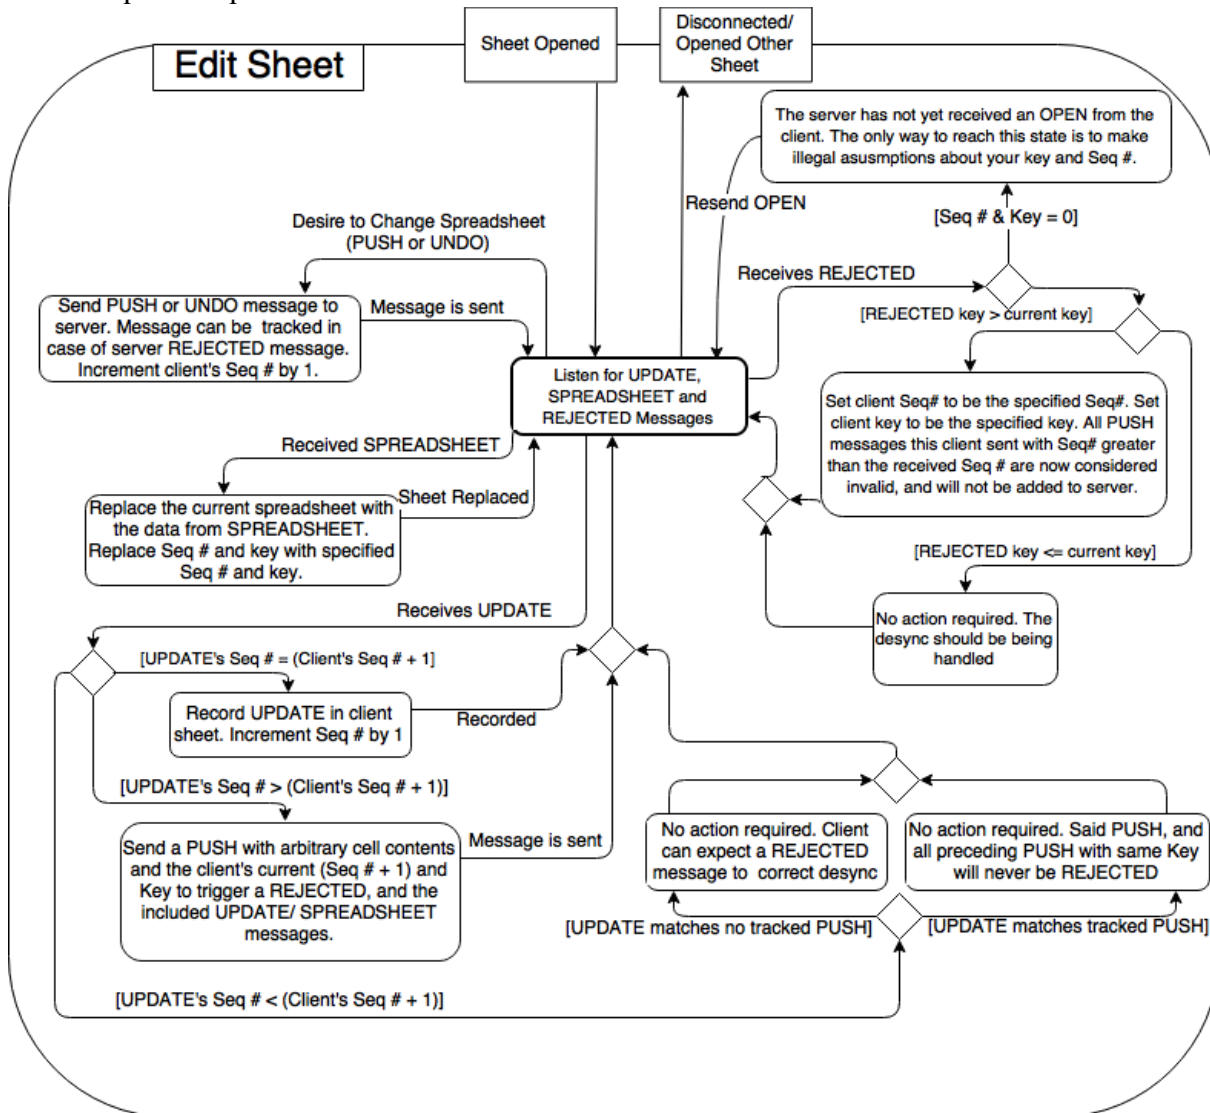 Edit Sheet
Sheet Opened
Disconnected/
Opened Other
Sheet
The server has not yet received an OPEN from the
client. The only way to reach this state is to make
illegal asusmptions about your key and Seq #.
Resend OPEN
[Seq # & Key = 0]
Desire to Change Spreadsheet
(PUSH or UNDO)
Receives REJECTED
Send PUSH or UNDO message to
server. Message can be tracked in
case of server REJECTED message.
Increment client's Seq # by 1.
Message is sent
[REJECTED key > current key]
Listen for UPDATE,
SPREADSHEET and
REJECTED Messages
Set client Seq# to be the specified Seq#. Set
client key to be the specified key. All PUSH
messages this client sent with Seq# greater
than the received Seq # are now considered
invalid, and will not be added to server.
Received SPREADSHEET
Sheet Replaced
Replace the current spreadsheet with
the data from SPREADSHEET.
Replace Seq # and key with specified
Seq # and key.
[REJECTED key <= current key]
Receives UPDATE
No action required. The
desync should be being
handled
[UPDATE's Seq # = (Client's Seq # + 1]
Record UPDATE in client
sheet. Increment Seq # by 1
Recorded
[UPDATE's Seq # > (Client's Seq # + 1)]
Send a PUSH with arbitrary cell contents
and the client's current (Seq # + 1) and
Key to trigger a REJECTED, and the
included UPDATE/ SPREADSHEET
messages.
Message is sent
No action required. Client
can expect a REJECTED
message to correct desync
No action required. Said PUSH, and
all preceding PUSH with same Key
will never be REJECTED
[UPDATE matches no tracked PUSH]
[UPDATE matches tracked PUSH]
[UPDATE's Seq # < (Client's Seq # + 1)]